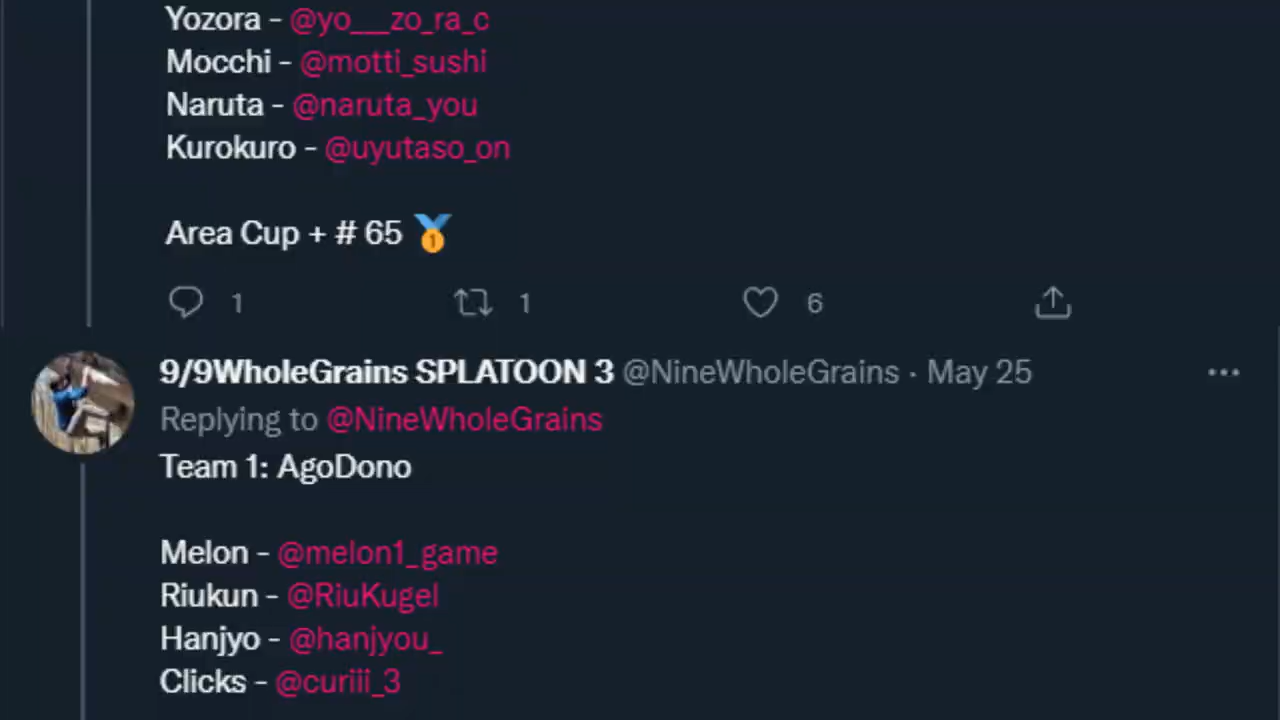 Yozora - @yo___zo_ra_c
Mocchi - @motti_sushi
Naruta - @naruta_you
Kurokuro - @uyutaso_on
Area Cup + # 65 🥇
1 1 6
9/9WholeGrains SPLATOON 3 @NineWholeGrains · May 25
Replying to @NineWholeGrains
Team 1: AgoDono
Melon - @melon1_game
Riukun - @RiuKugel
Hanjyo - @hanjyou_
Clicks - @curiii_3